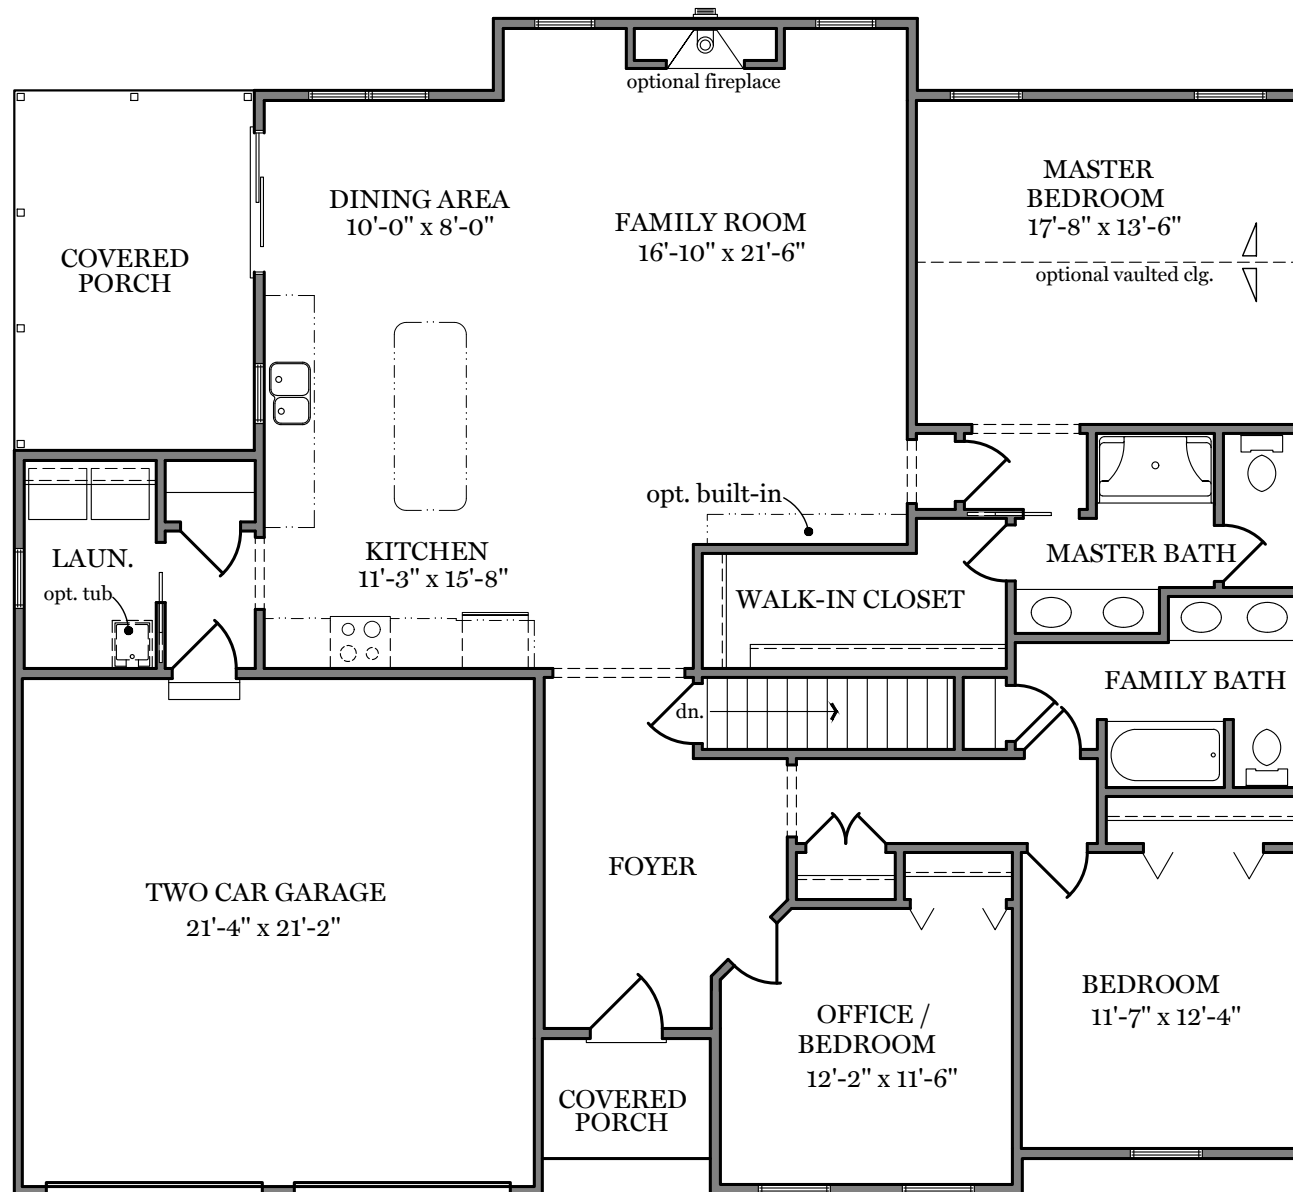 optional fireplace
DINING AREA
10'-0" x 8'-0"
FAMILY ROOM
16'-10" x 21'-6"
MASTER
BEDROOM
17'-8" x 13'-6"
optional vaulted clg.
COVERED
PORCH
opt. built-in
LAUN.
opt. tub
KITCHEN
11'-3" x 15'-8"
WALK-IN CLOSET
MASTER BATH
FAMILY BATH
dn.
FOYER
TWO CAR GARAGE
21'-4" x 21'-2"
OFFICE /
BEDROOM
12'-2" x 11'-6"
BEDROOM
11'-7" x 12'-4"
COVERED
PORCH